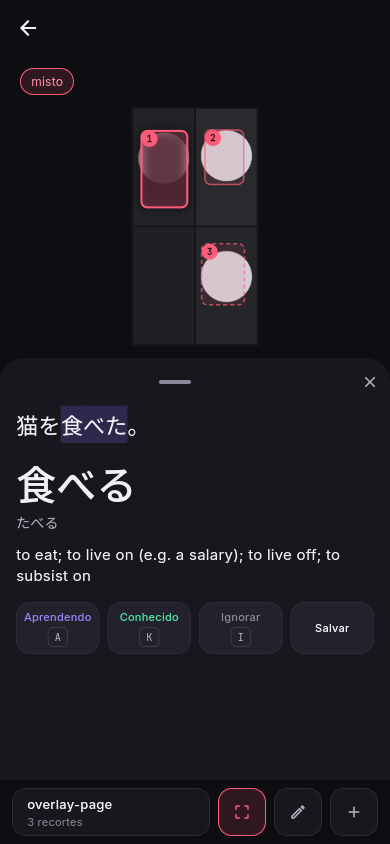 misto
1
2
3
猫を食べた。
食べる
たべる
to eat; to live on (e.g. a salary); to live off; to
subsist on
Aprendendo
A
Conhecido
K
Ignorar
I
Salvar
overlay-page
3 recortes